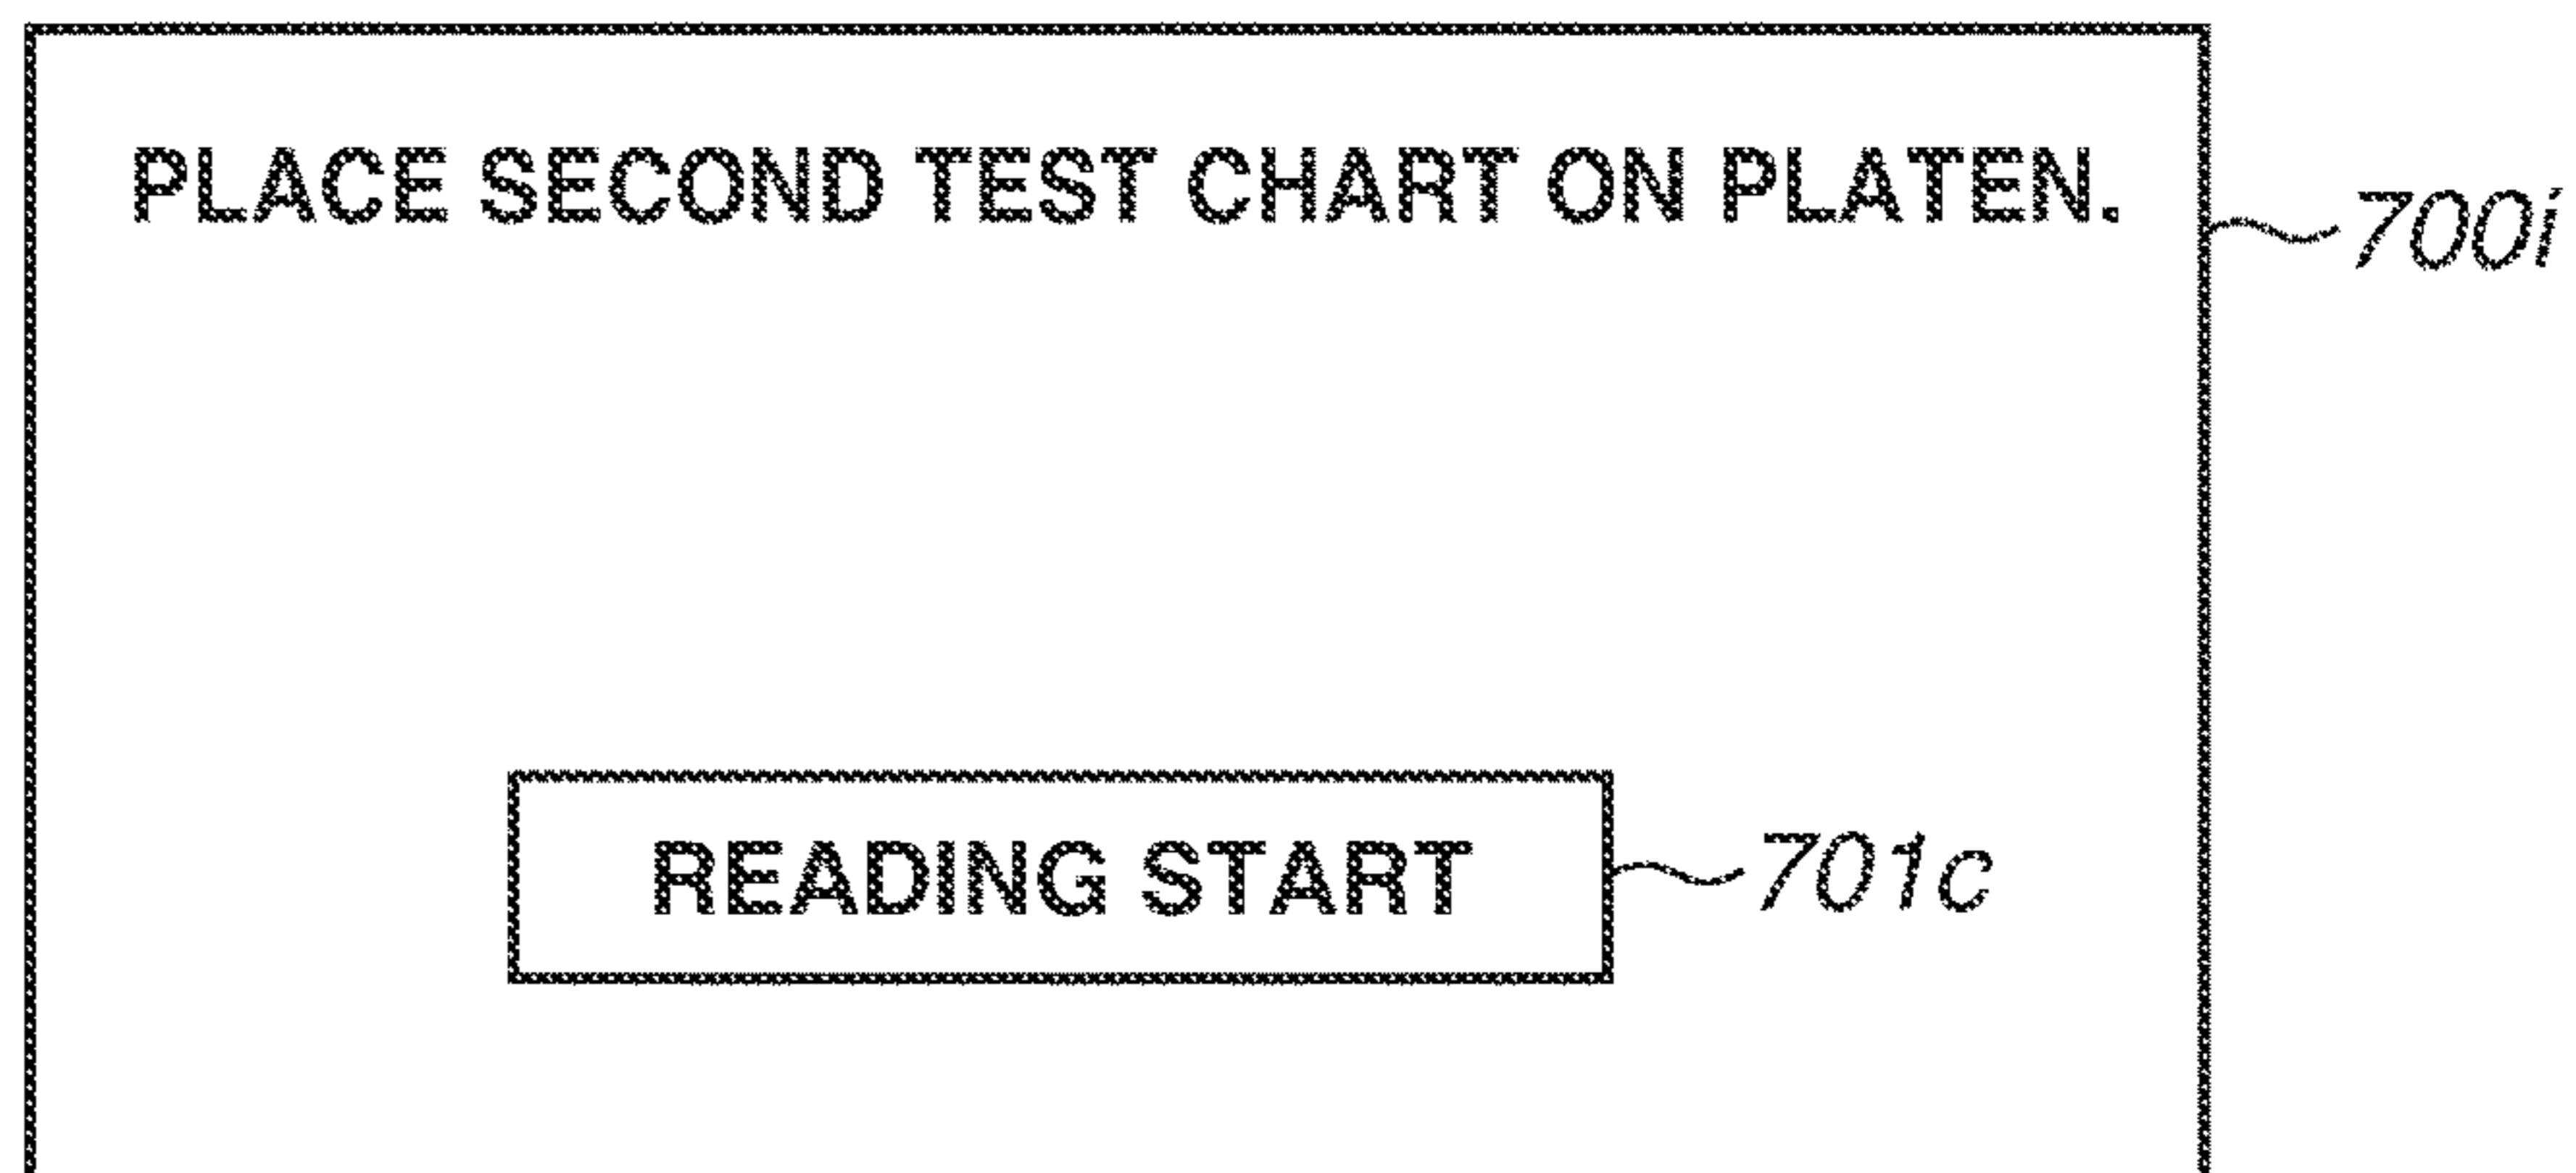 PLACE SECOND TEST CHART ON PLATEN.
700i
READING START
701c